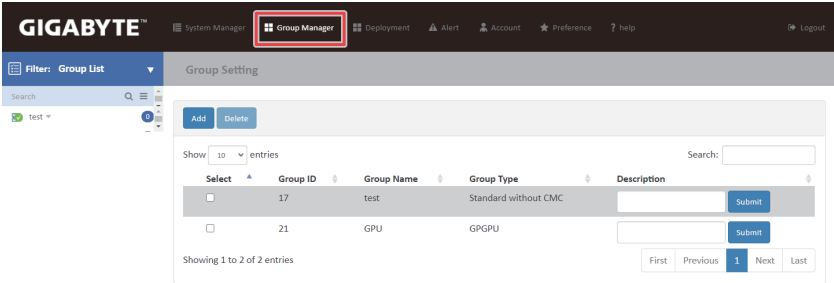 GIGABYTE™ System Manager Group Manager Deployment Alert Account Preference ? help Logout
Filter: Group List Group Setting
Search
test 0
Add Delete
Show 10 entries Search:
Select Group ID Group Name Group Type Description
17 test Standard without CMC Submit
21 GPU GPGPU Submit
Showing 1 to 2 of 2 entries First Previous 1 Next Last